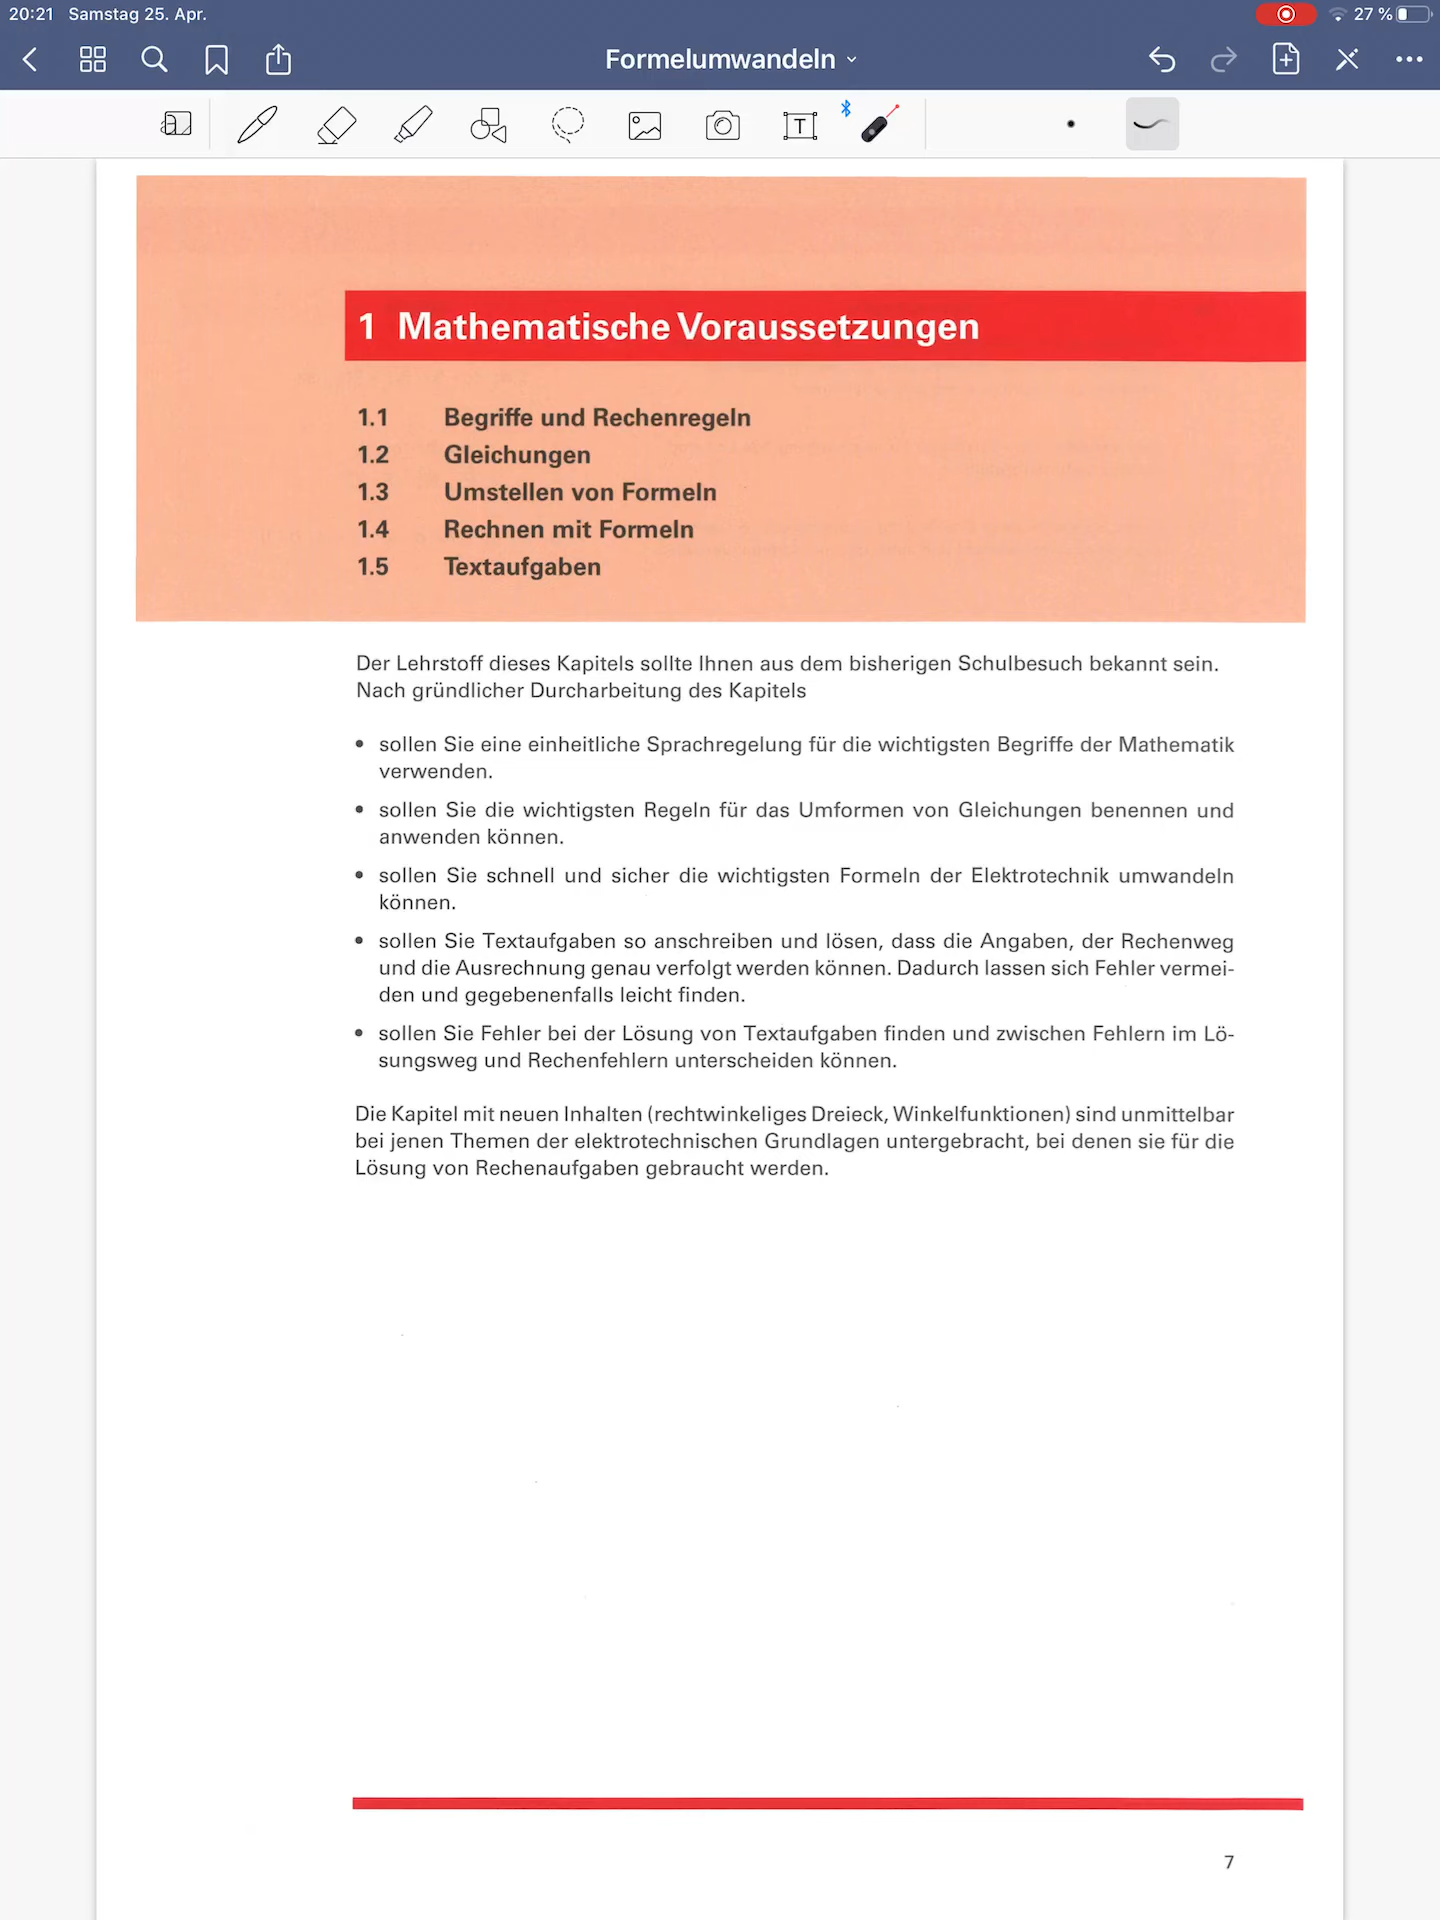 20:21 Samstag 25. Apr. 27 %
Formelumwandeln
1 Mathematische Voraussetzungen
1.1 Begriffe und Rechenregeln
1.2 Gleichungen
1.3 Umstellen von Formeln
1.4 Rechnen mit Formeln
1.5 Textaufgaben
Der Lehrstoff dieses Kapitels sollte Ihnen aus dem bisherigen Schulbesuch bekannt sein.
Nach gründlicher Durcharbeitung des Kapitels
• sollen Sie eine einheitliche Sprachregelung für die wichtigsten Begriffe der Mathematik
verwenden.
• sollen Sie die wichtigsten Regeln für das Umformen von Gleichungen benennen und
anwenden können.
• sollen Sie schnell und sicher die wichtigsten Formeln der Elektrotechnik umwandeln
können.
• sollen Sie Textaufgaben so anschreiben und lösen, dass die Angaben, der Rechenweg
und die Ausrechnung genau verfolgt werden können. Dadurch lassen sich Fehler vermei-
den und gegebenenfalls leicht finden.
• sollen Sie Fehler bei der Lösung von Textaufgaben finden und zwischen Fehlern im Lö-
sungsweg und Rechenfehlern unterscheiden können.
Die Kapitel mit neuen Inhalten (rechtwinkeliges Dreieck, Winkelfunktionen) sind unmittelbar
bei jenen Themen der elektrotechnischen Grundlagen untergebracht, bei denen sie für die
Lösung von Rechenaufgaben gebraucht werden.
7